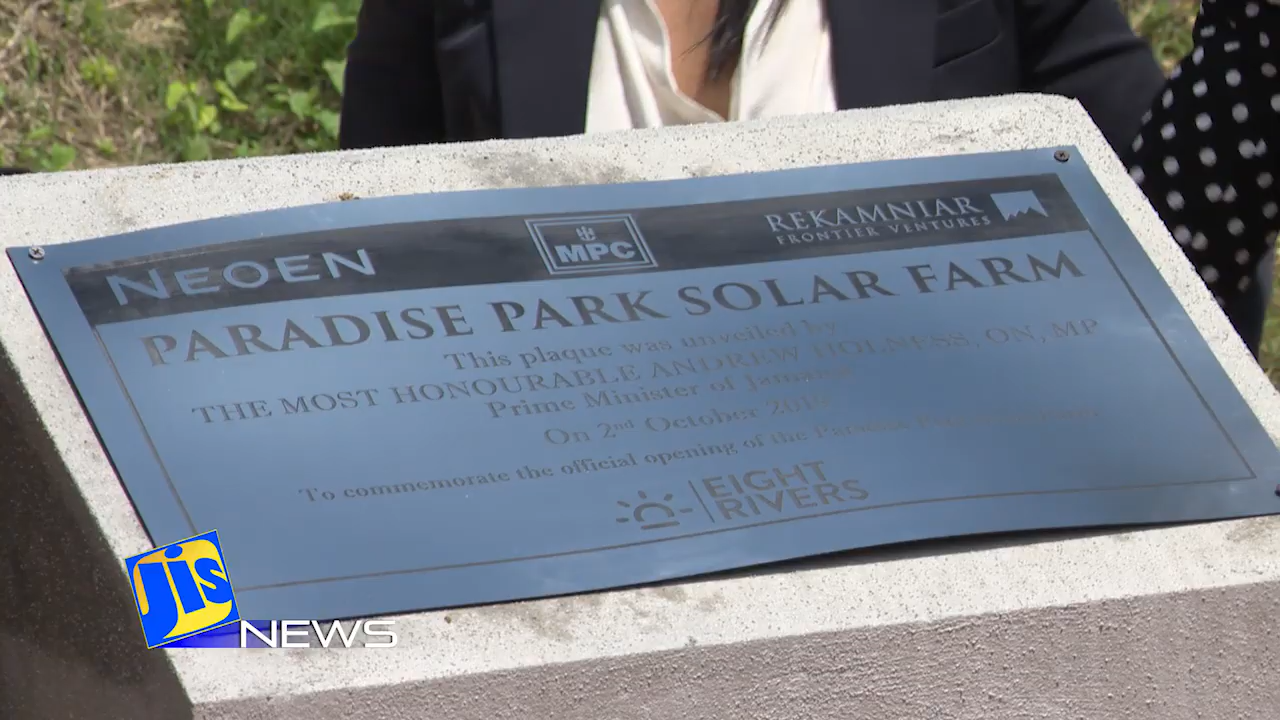 NEOEN
MPC
REKAMNIAR
FRONTIER VENTURES
PARADISE PARK SOLAR FARM
This plaque was unveiled by
THE MOST HONOURABLE ANDREW HOLNESS, ON, MP
Prime Minister of Jamaica
On 2nd October
To commemorate the official opening of the Paradise
EIGHT
RIVERS
jis
NEWS